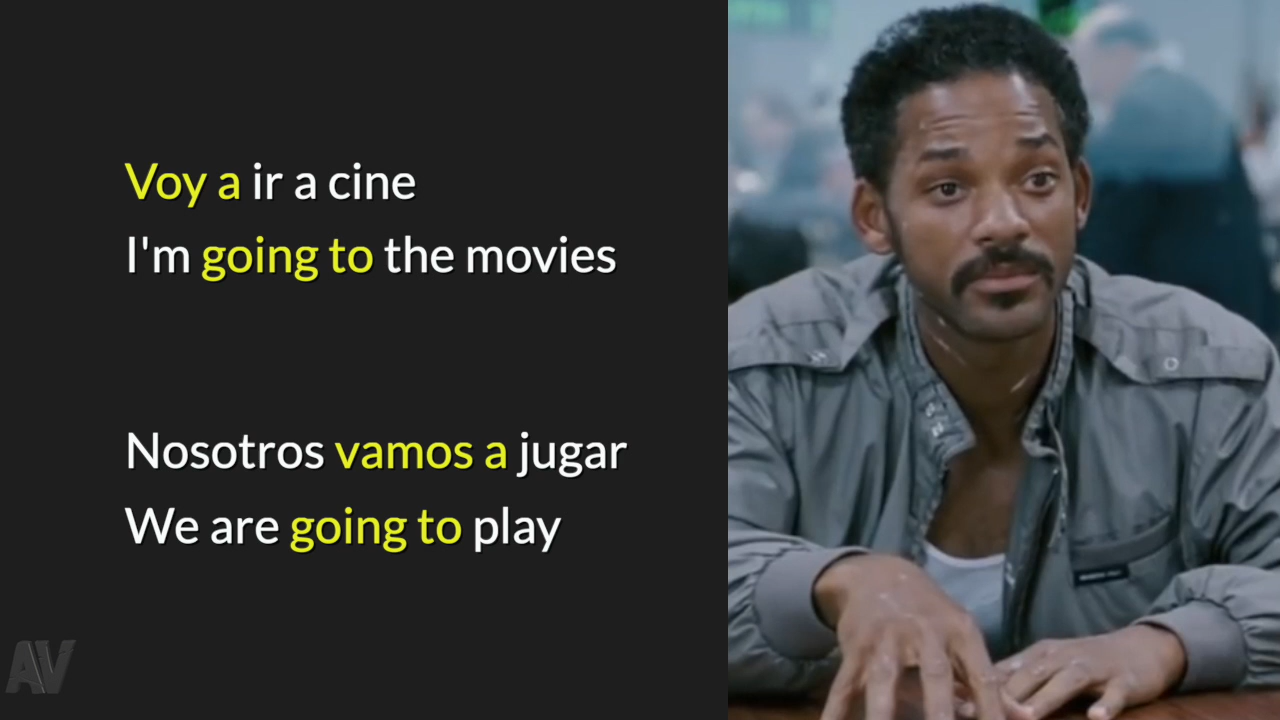 Voy a ir a cine
I'm going to the movies
Nosotros vamos a jugar
We are going to play
AV